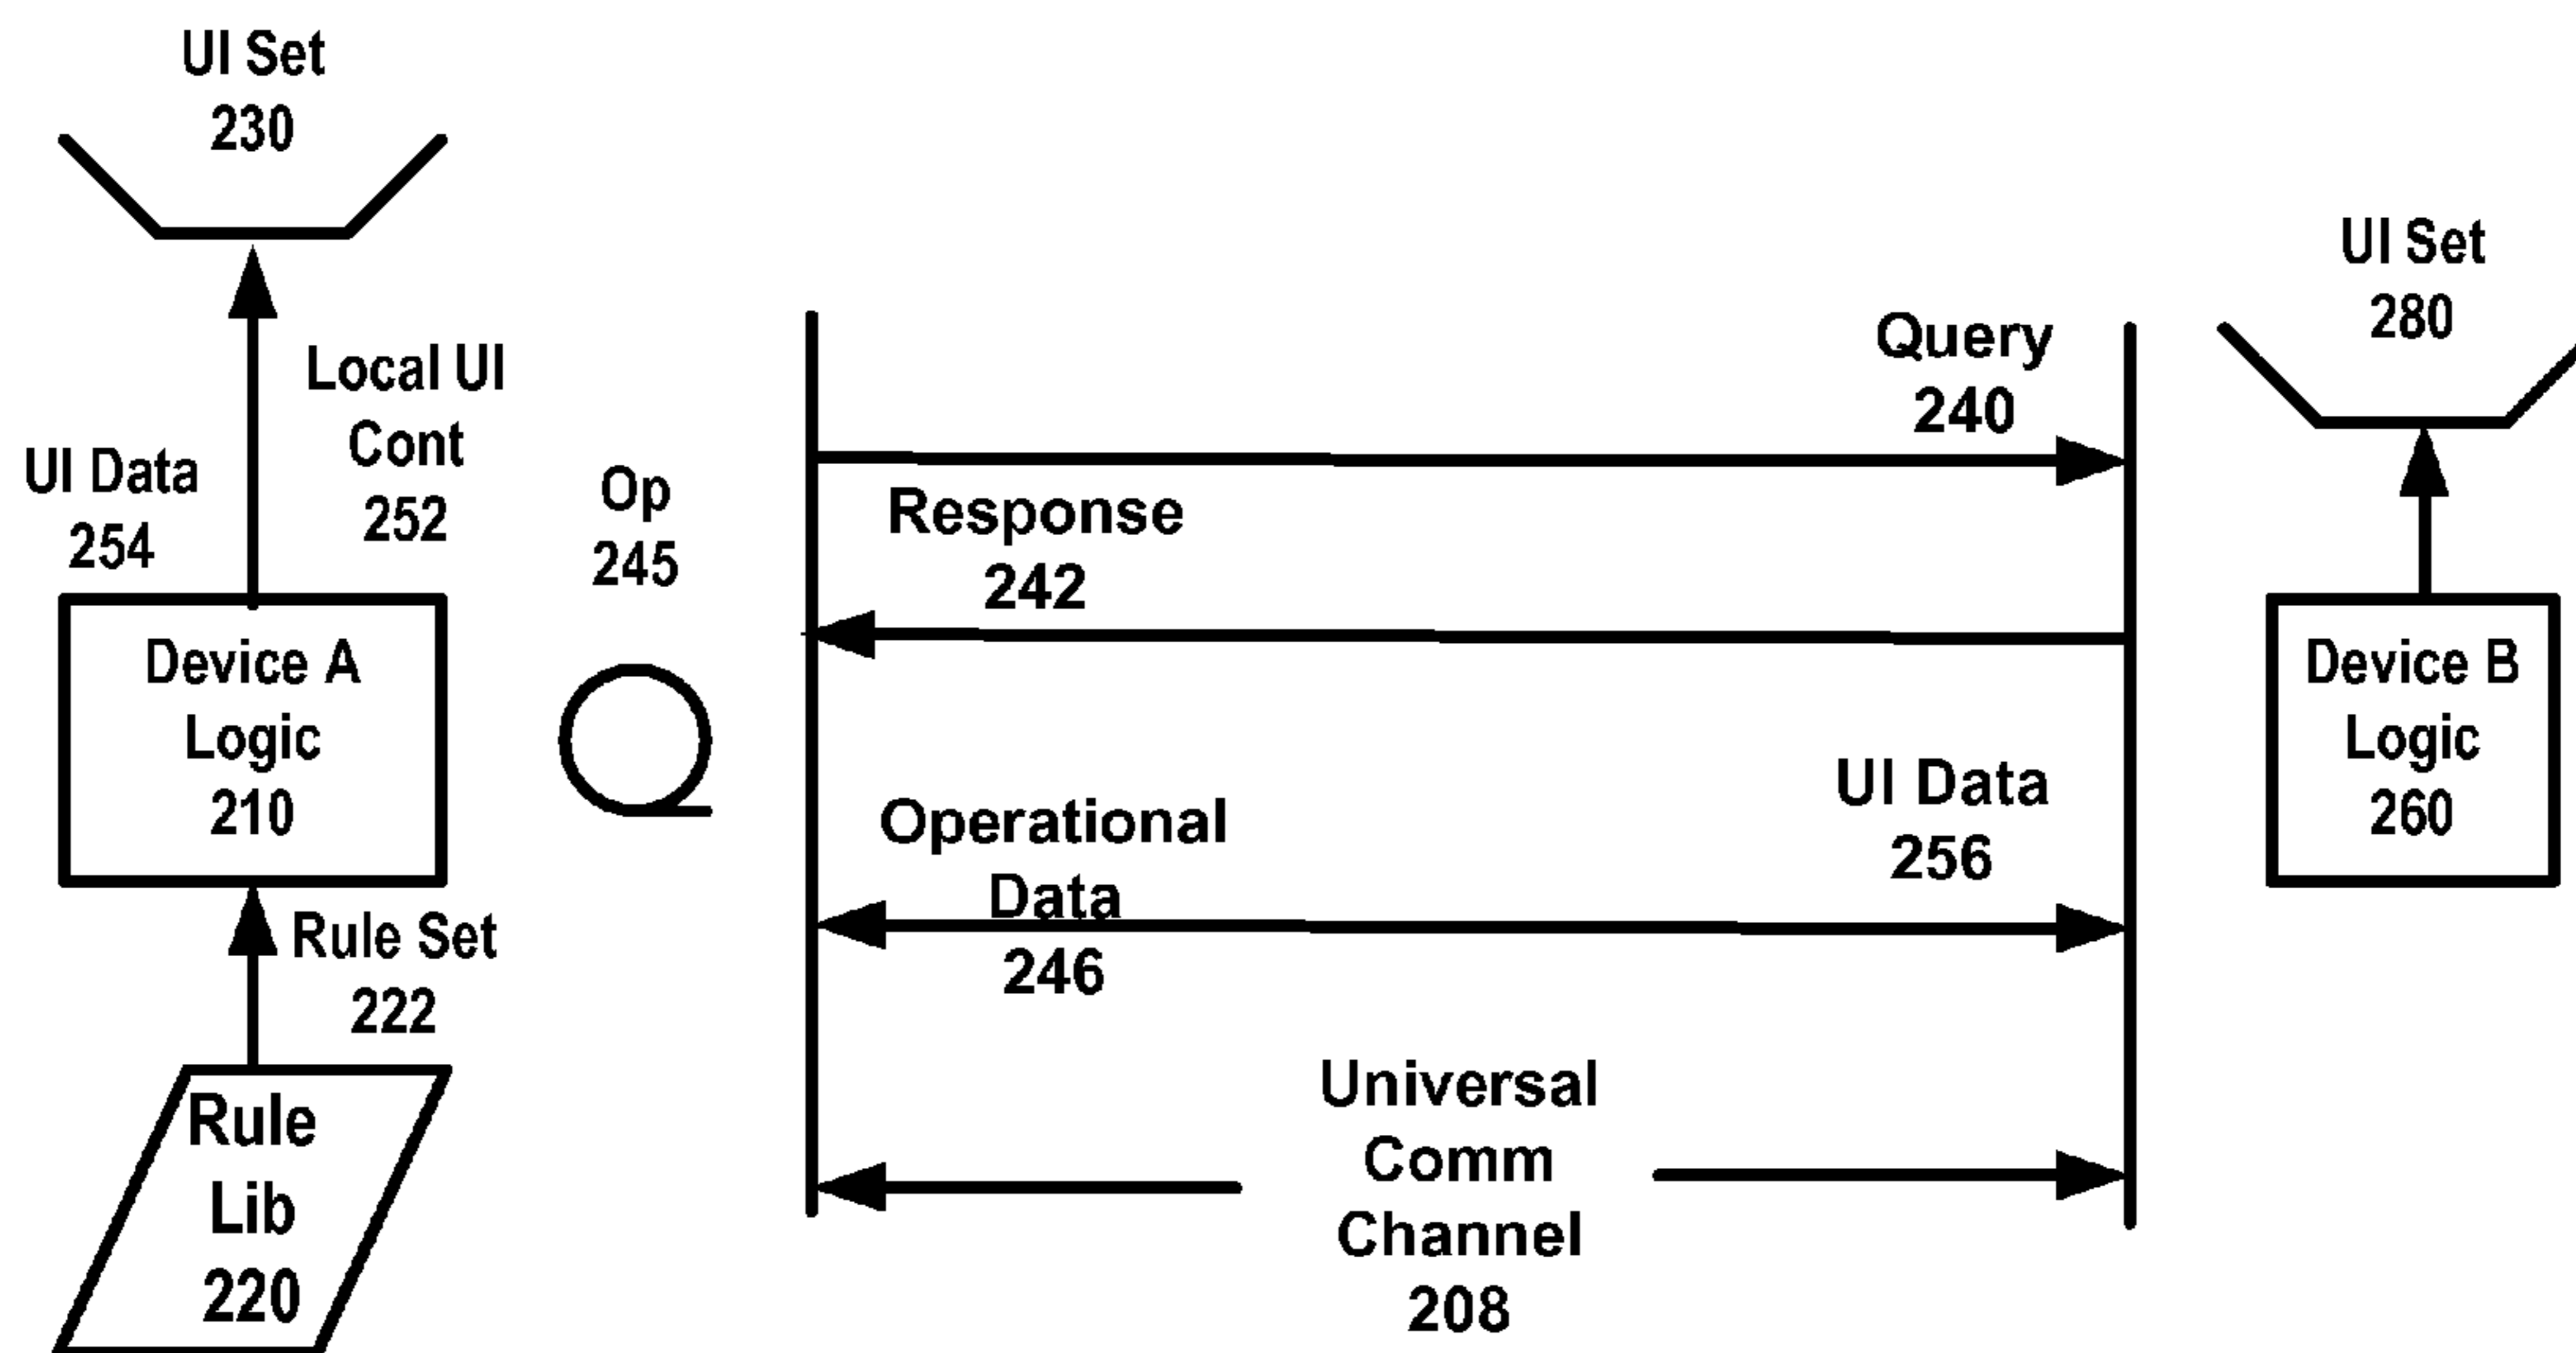 UI Set
230
Local UI
Cont
252
UI Data
254
Op
245
Device A
Logic
210
Rule Set
222
Rule
Lib
220
Query
240
Response
242
Operational
Data
246
UI Data
256
Universal
Comm
Channel
208
UI Set
280
Device B
Logic
260